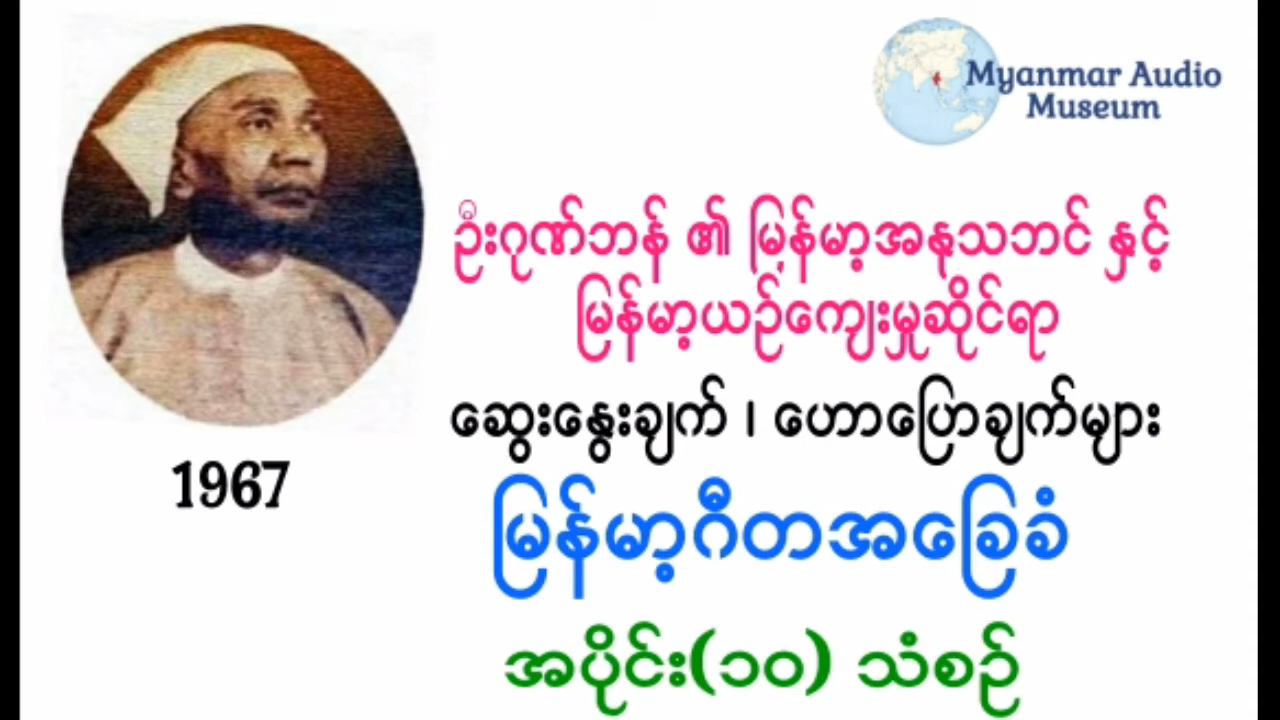 Myanmar Audio
Museum
ဦးဂုဏ်ဘန် ၏ မြန်မာ့အနုသဘင် နှင့်
မြန်မာ့ယဉ်ကျေးမှုဆိုင်ရာ
ဆွေးနွေးချက် ၊ ဟောပြောချက်များ
1967
မြန်မာ့ဂီတအခြေခံ
အပိုင်း(၁၀) သံစဉ်